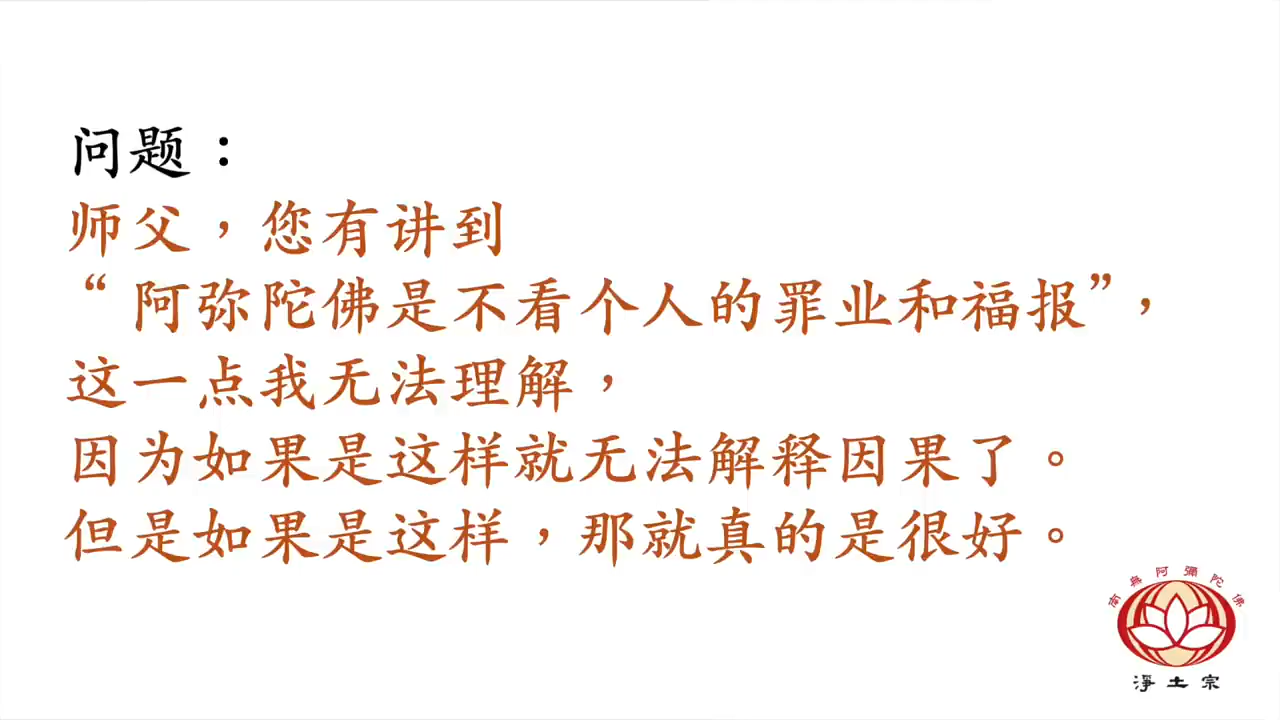 问题：
师父，您有讲到
“阿弥陀佛是不看个人的罪业和福报”，
这一点我无法理解，
因为如果是这样就无法解释因果了。
但是如果是这样，那就真的是很好。
南無阿彌陀佛
淨土宗